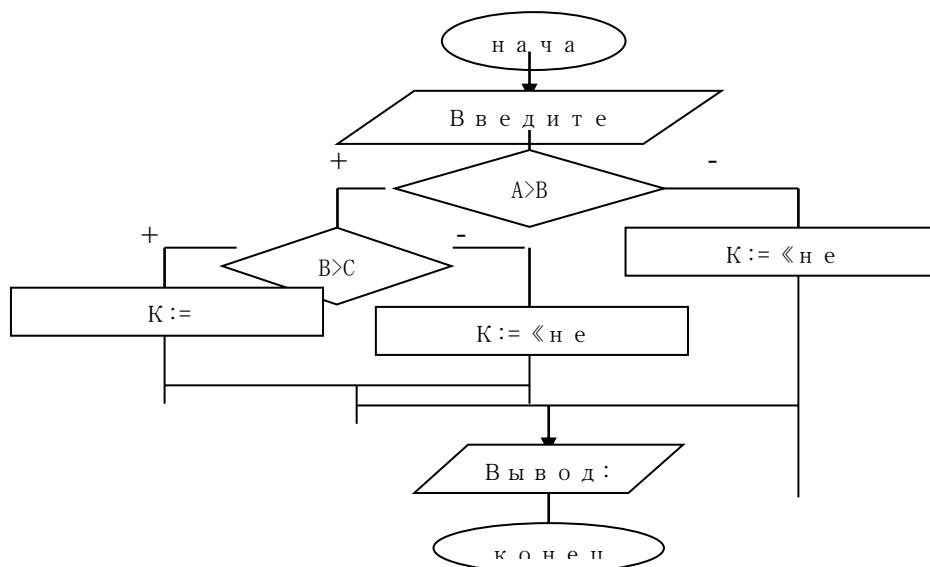 нача
Введите
+
-
A>B
+
-
К:= «не
B>C
К:=
К:= «не
Вывод:
конец